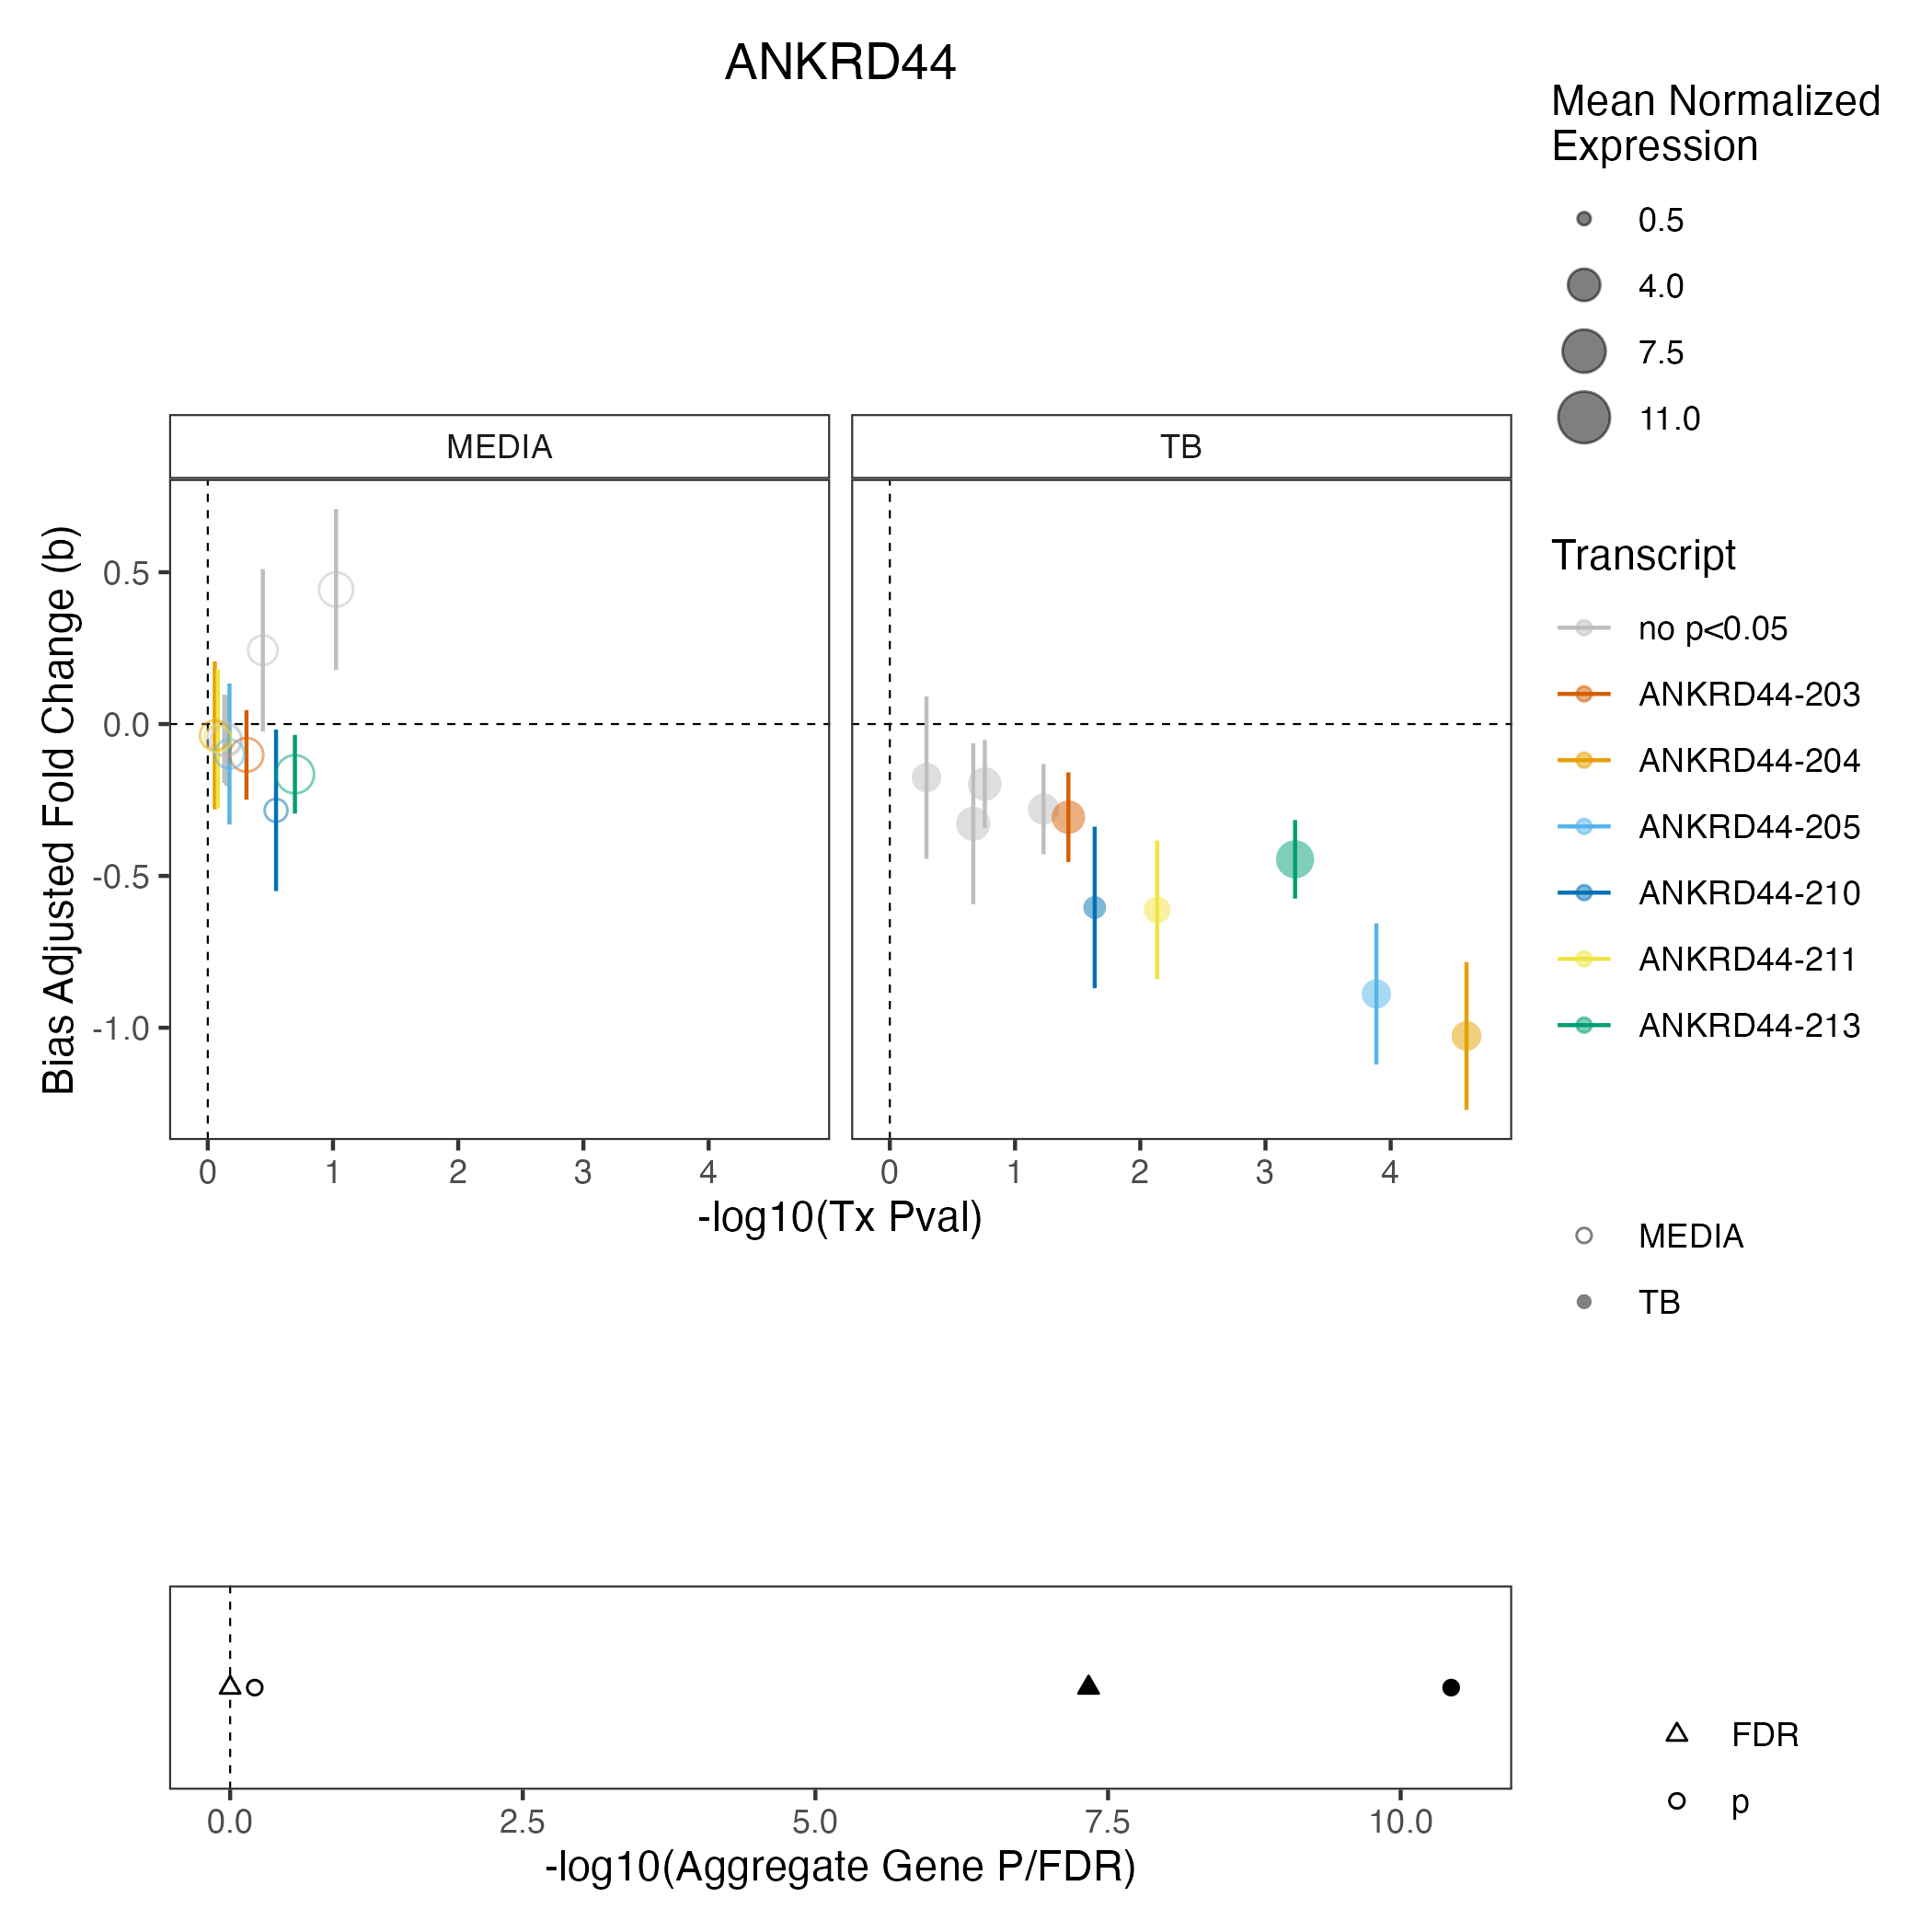 ANKRD44
Mean Normalized
Expression
0.5
4.0
7.5
11.0
MEDIA
TB
Bias Adjusted Fold Change (b)
0.5
0.0
-0.5
-1.0
0 1 2 3 4
0 1 2 3 4
-log10(Tx Pval)
Transcript
no p<0.05
ANKRD44-203
ANKRD44-204
ANKRD44-205
ANKRD44-210
ANKRD44-211
ANKRD44-213
MEDIA
TB
0.0 2.5 5.0 7.5 10.0
-log10(Aggregate Gene P/FDR)
FDR
p